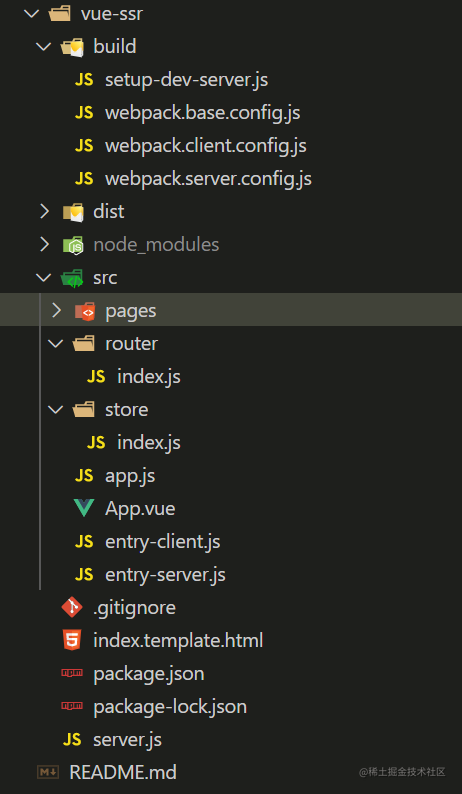 vue-ssr
build
JS setup-dev-server.js
JS webpack.base.config.js
JS webpack.client.config.js
JS webpack.server.config.js
dist
node_modules
src
pages
router
JS index.js
store
JS index.js
JS app.js
App.vue
JS entry-client.js
JS entry-server.js
.gitignore
index.template.html
package.json
package-lock.json
JS server.js
README.md
@稀土掘金技术社区